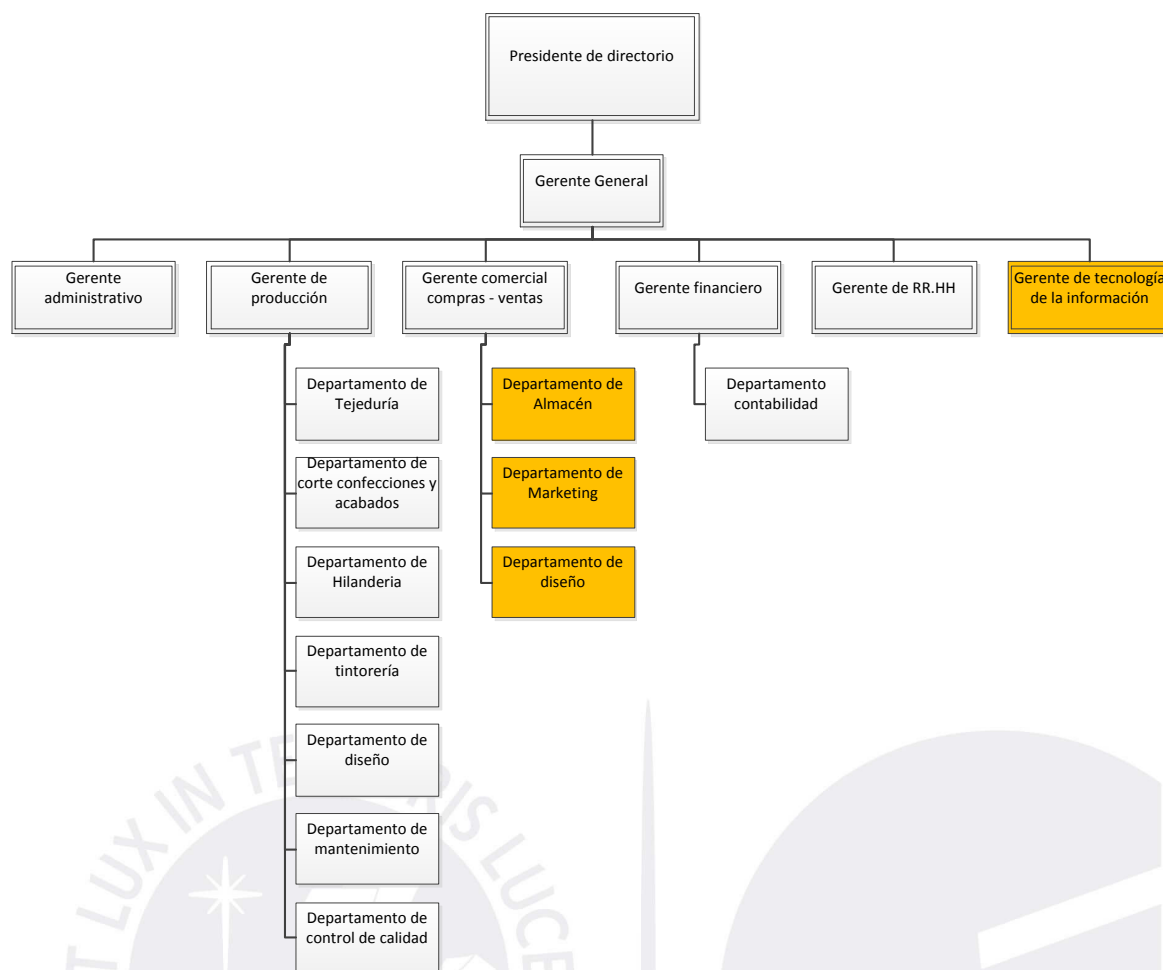 Presidente de directorio
Gerente General
Gerente
administrativo
Gerente de
producción
Gerente comercial
compras - ventas
Gerente financiero
Gerente de RR.HH
Gerente de tecnología
de la información
Departamento de
Tejeduría
Departamento de
corte confecciones y
acabados
Departamento de
Hilanderia
Departamento de
tintorería
Departamento de
diseño
Departamento de
mantenimiento
Departamento de
control de calidad
Departamento de
Almacén
Departamento de
Marketing
Departamento de
diseño
Departamento
contabilidad
LUX IN